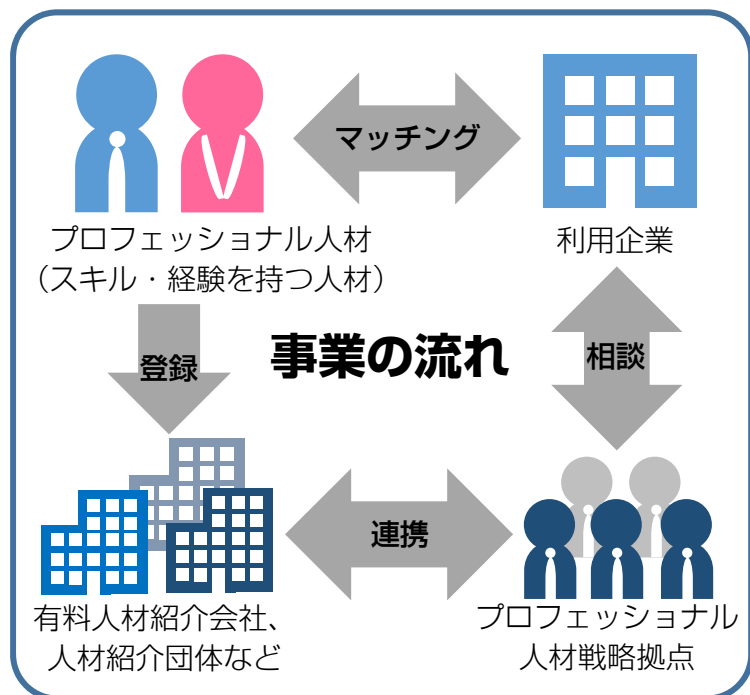 マッチング
プロフェッショナル人材
(スキル・経験を持つ人材)
利用企業
登録
事業の流れ
相談
連携
有料人材紹介会社、
人材紹介団体など
プロフェッショナル
人材戦略拠点